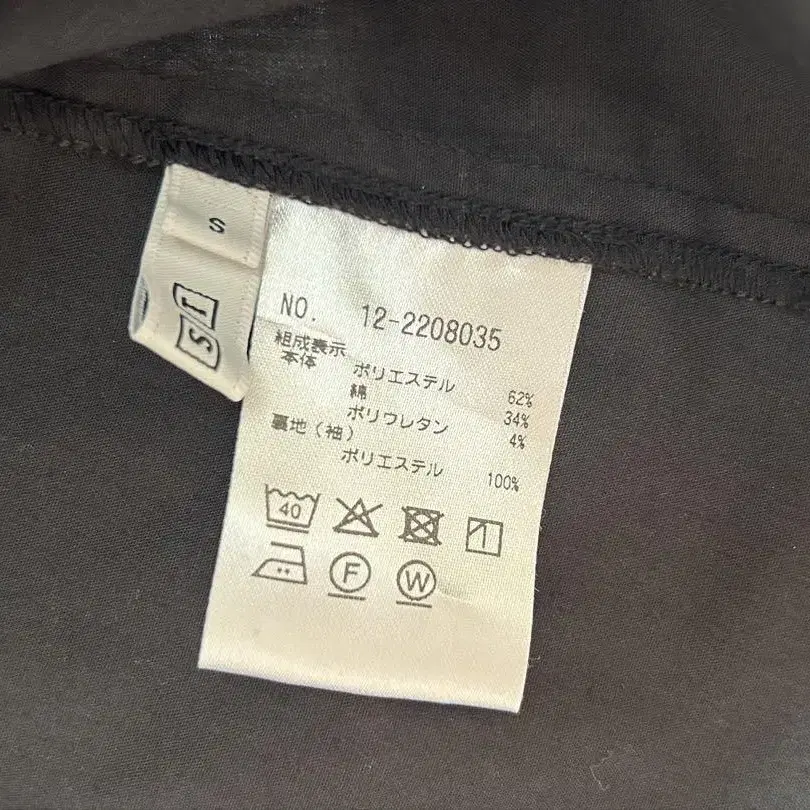 S
S I
NO. 12-2208035
組成表示
本体 ポリエステル 62%
綿 34%
ポリウレタン 4%
裏地(袖)
ポリエステル 100%
40
F W